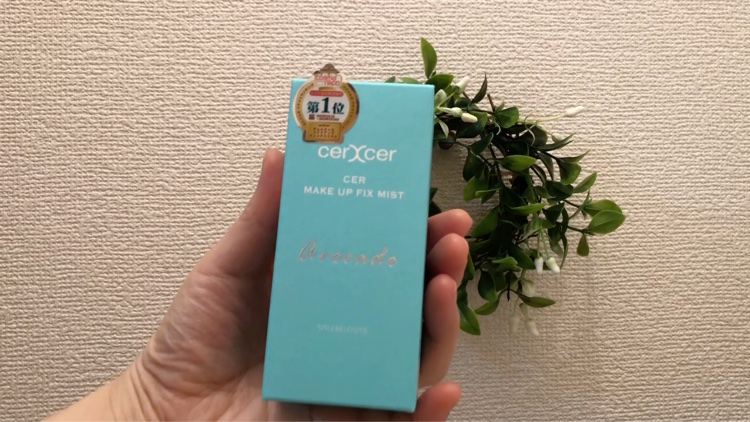 第1位
cerXcer
CER
MAKE UP FIX MIST
Avocado